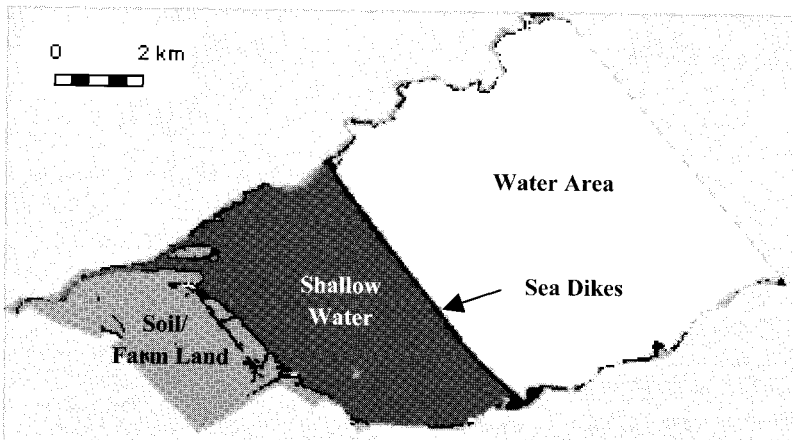 0 2 km
Water Area
Sea Dikes
Shallow
Water
Soil/
Farm Land